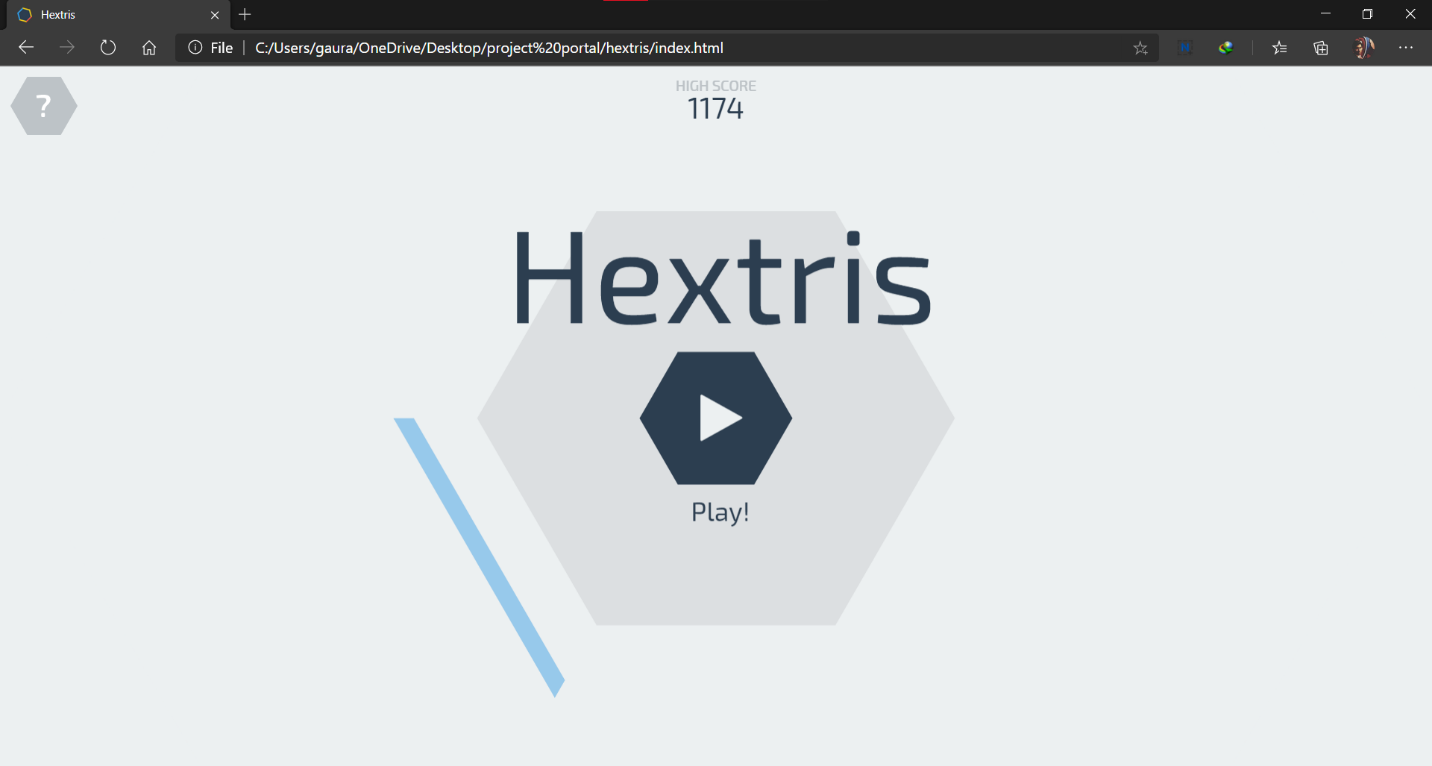 Hextris
File
C:/Users/gaura/OneDrive/Desktop/project%20portal/hextris/index.html
?
HIGH SCORE
1174
Hextris
Play!